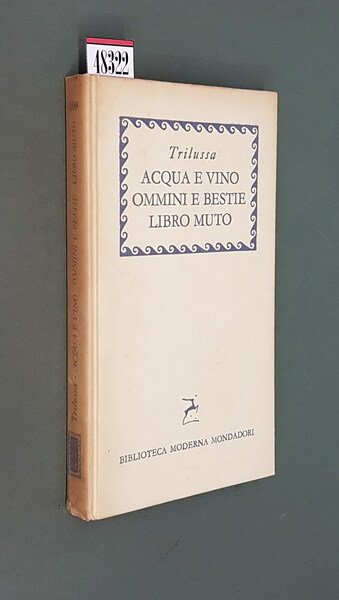 48322
Trilussa
ACQUA E VINO
OMMINI E BESTIE
LIBRO MUTO
BIBLIOTECA MODERNA MONDADORI
Trilussa - ACQUA E VINO OMMINI E BESTIE LIBRO MUTO